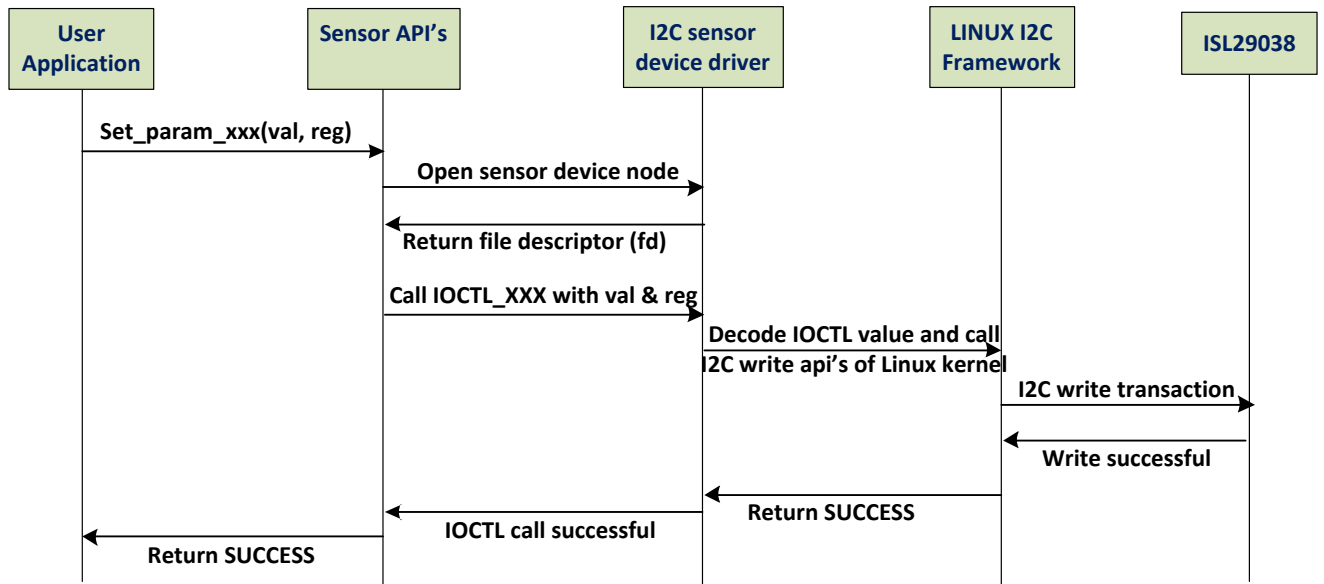 User
Application
Sensor API's
I2C sensor
device driver
LINUX I2C
Framework
ISL29038
Set_param_xxx(val, reg)
Open sensor device node
Return file descriptor (fd)
Call IOCTL_XXX with val & reg
Decode IOCTL value and call
I2C write api's of Linux kernel
I2C write transaction
Write successful
Return SUCCESS
IOCTL call successful
Return SUCCESS